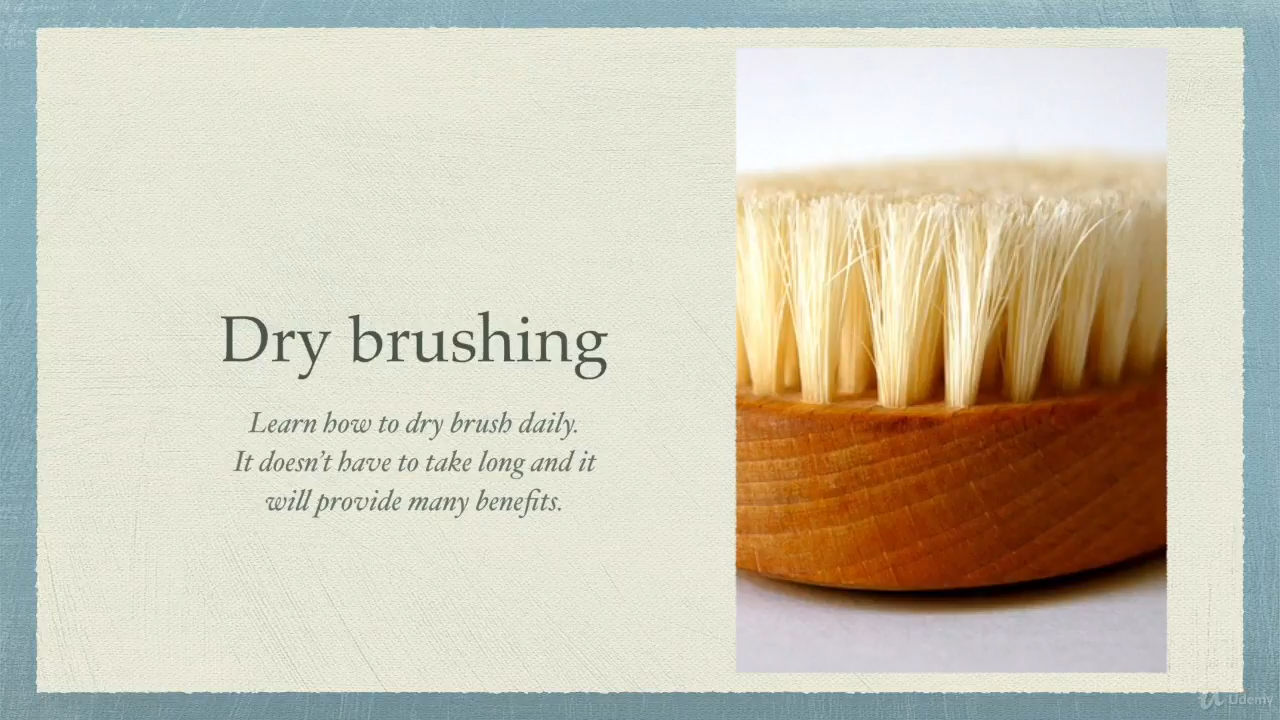 Dry brushing
Learn how to dry brush daily.
It doesn't have to take long and it
will provide many benefits.
Udemy